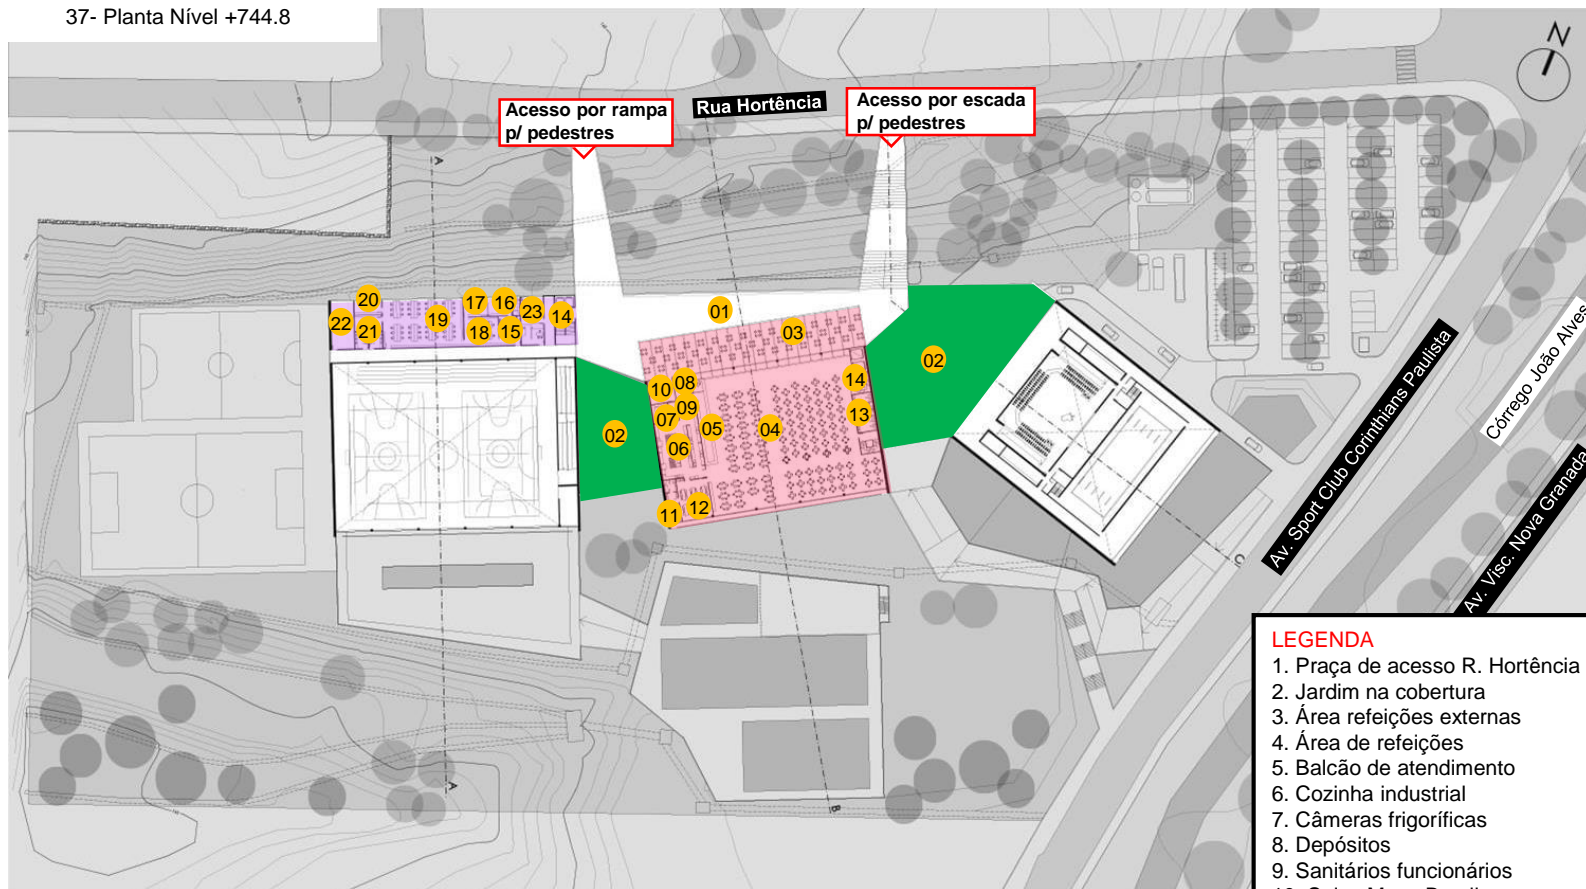 37- Planta Nível +744.8
N
Rua Hortência
Acesso por rampa
p/ pedestres
Acesso por escada
p/ pedestres
A
20
17
16
23
14
22
21
19
18
15
01
03
02
10
08
14
07
09
05
04
13
06
02
11
12
C
A
B
Av. Sport Club Corinthians Paulista
Córrego João Alves
Av. Visc. Nova Granada
LEGENDA
1. Praça de acesso R. Hortência
2. Jardim na cobertura
3. Área refeições externas
4. Área de refeições
5. Balcão de atendimento
6. Cozinha industrial
7. Câmeras frigoríficas
8. Depósitos
9. Sanitários funcionários